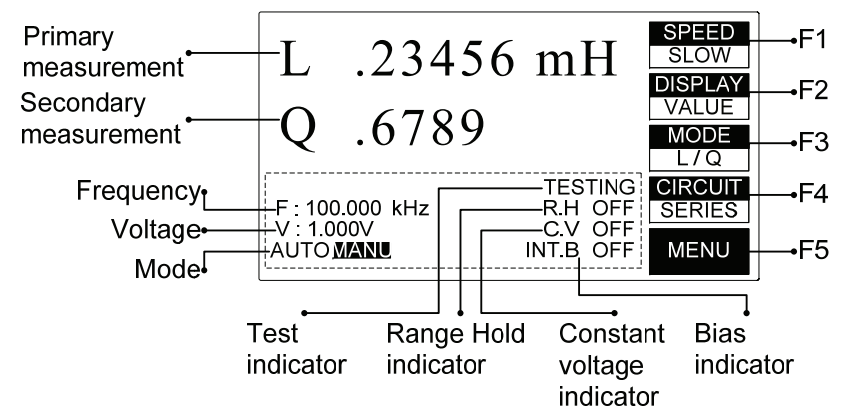 Primary
measurement
L .23456 mH
SPEED
SLOW
F1
Secondary
measurement
Q .6789
DISPLAY
VALUE
F2
MODE
L / Q
F3
Frequency
F : 100.000 kHz
TESTING
R.H OFF
CIRCUIT
SERIES
F4
Voltage
V : 1.000V
C.V OFF
Mode
AUTO MANU
INT.B OFF
MENU
F5
Test
indicator
Range Hold
indicator
Constant
voltage
indicator
Bias
indicator